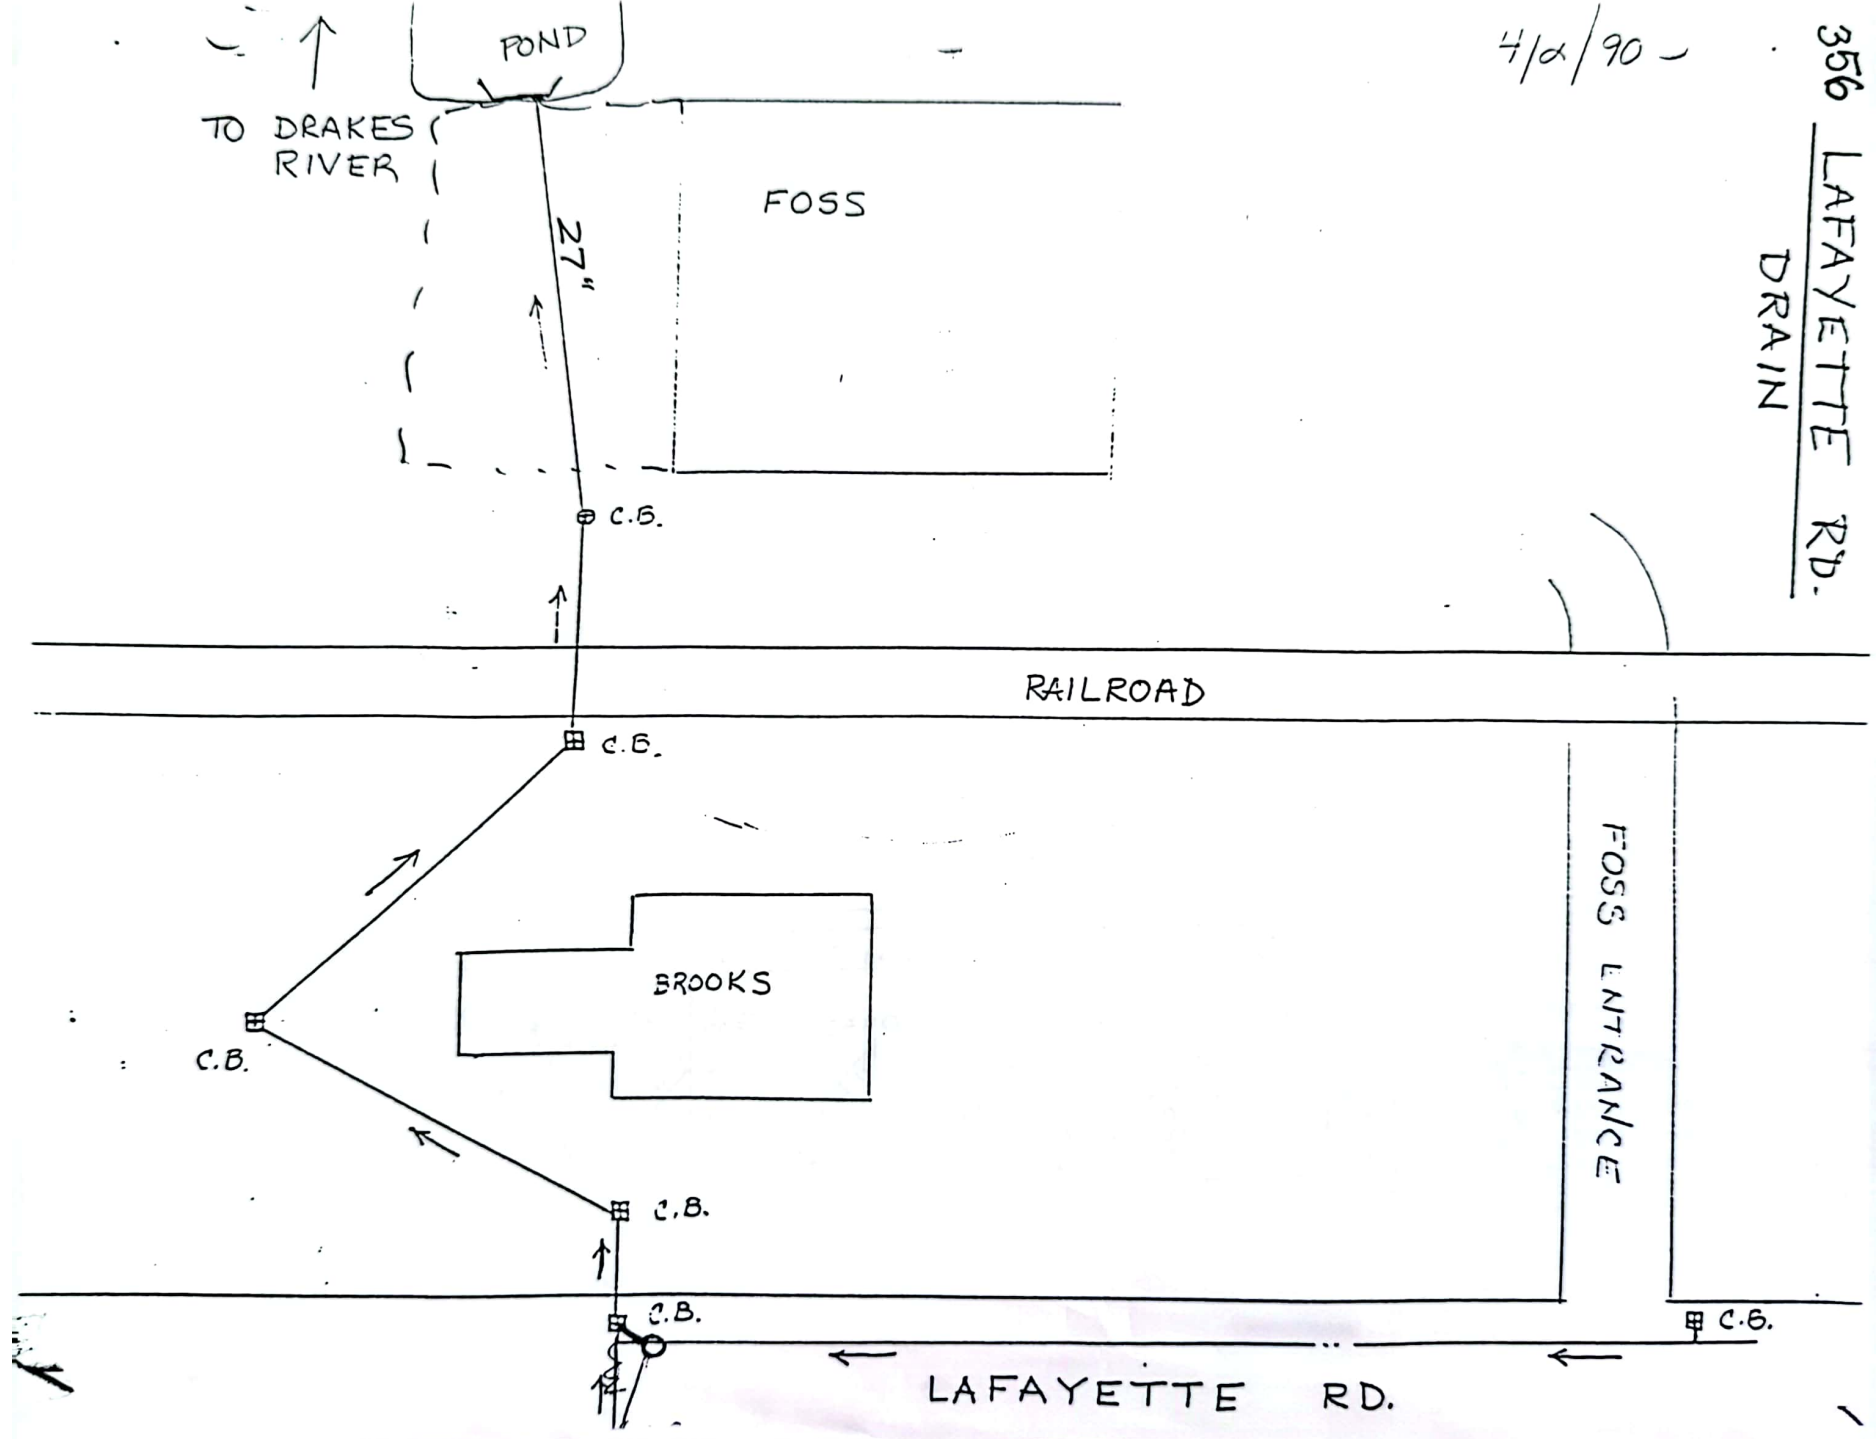 356 LAFAYETTE RD.
DRAIN
4/2/90
POND
TO DRAKES
RIVER
FOSS
27"
C.B.
RAILROAD
C.B.
FOSS ENTRANCE
BROOKS
C.B.
C.B.
C.B.
C.B.
LAFAYETTE RD.